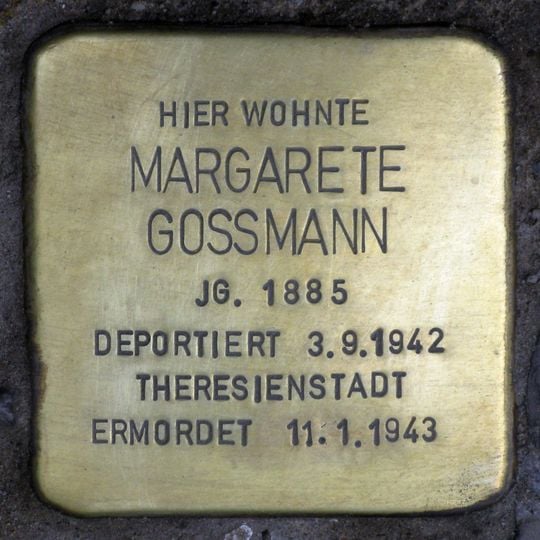 HIER WOHNTE
MARGARETE
GOSSMANN
JG. 1885
DEPORTIERT 3.9.1942
THERESIENSTADT
ERMORDET 11.1.1943